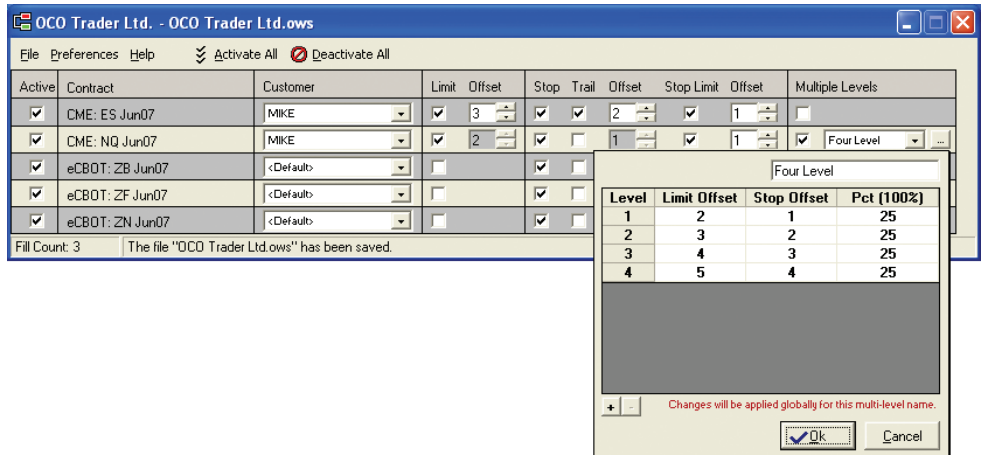 OCO Trader Ltd. - OCO Trader Ltd.ows
File Preferences Help Activate All Deactivate All
Active Contract Customer Limit Offset Stop Trail Offset Stop Limit Offset Multiple Levels
CME: ES Jun07 MIKE 3 2 1
CME: NQ Jun07 MIKE 2 1 1 Four Level ...
eCBOT: ZB Jun07 <Default>
eCBOT: ZF Jun07 <Default>
eCBOT: ZN Jun07 <Default>
Fill Count: 3 The file "OCO Trader Ltd.ows" has been saved.
Four Level
Level Limit Offset Stop Offset Pct (100%)
1 2 1 25
2 3 2 25
3 4 3 25
4 5 4 25
+ - Changes will be applied globally for this multi-level name.
Ok Cancel